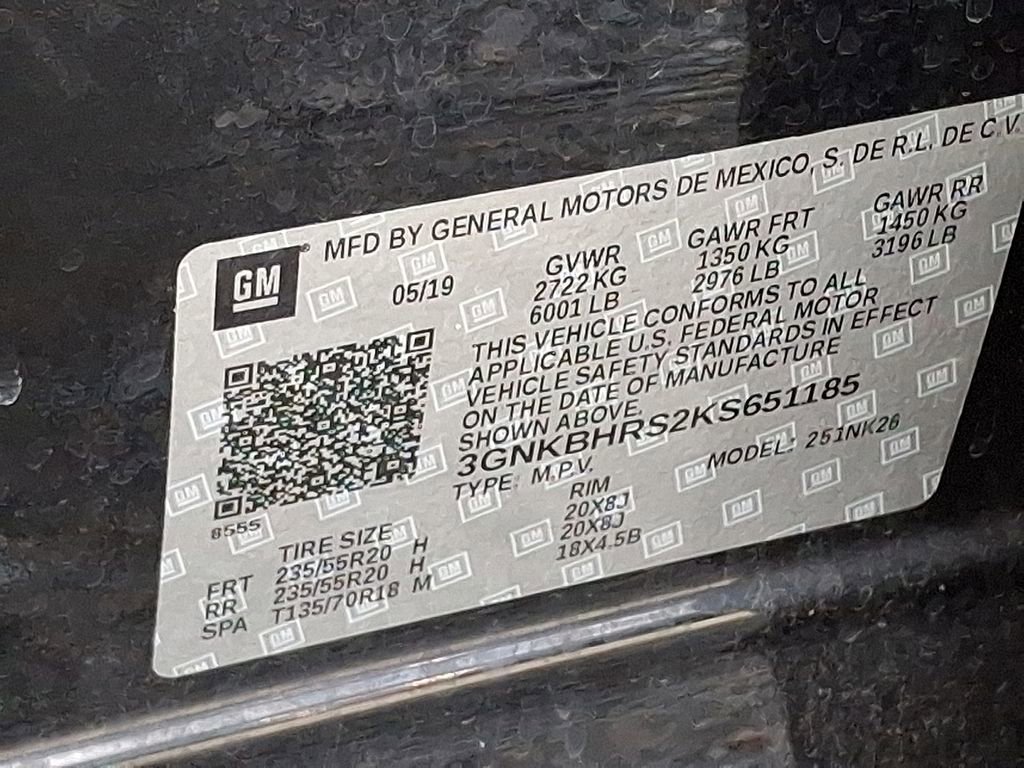 GM
MFD BY GENERAL MOTORS DE MEXICO, S. DE R.L. DE C.V.
05/19 GVWR GAWR FRT GAWR RR
2722 KG 1350 KG 1450 KG
6001 LB 2976 LB 3196 LB
THIS VEHICLE CONFORMS TO ALL
APPLICABLE U.S. FEDERAL MOTOR
VEHICLE SAFETY STANDARDS IN EFFECT
ON THE DATE OF MANUFACTURE
SHOWN ABOVE.
3GNKBHRS2KS651185
TYPE: M.P.V. MODEL: 251NK26
8555
TIRE SIZE RIM
FRT 235/55R20 H 20X8J
RR 235/55R20 H 20X8J
SPA T135/70R18 M 18X4.5B